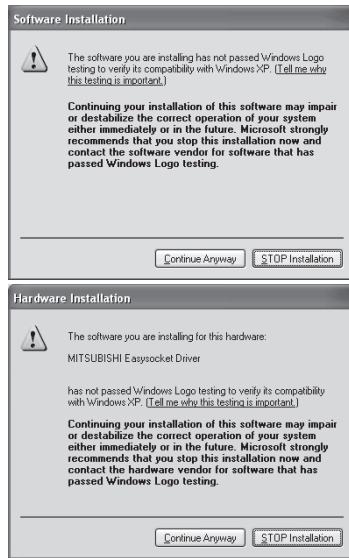 Software Installation
The software you are installing has not passed Windows Logo
testing to verify its compatibility with Windows XP. (Tell me why
this testing is important.)
Continuing your installation of this software may impair
or destabilize the correct operation of your system
either immediately or in the future. Microsoft strongly
recommends that you stop this installation now and
contact the software vendor for software that has
passed Windows Logo testing.
Continue Anyway
STOP Installation
Hardware Installation
The software you are installing for this hardware:
MITSUBISHI Easysocket Driver
has not passed Windows Logo testing to verify its compatibility
with Windows XP. (Tell me why this testing is important.)
Continuing your installation of this software may impair
or destabilize the correct operation of your system
either immediately or in the future. Microsoft strongly
recommends that you stop this installation now and
contact the hardware vendor for software that has
passed Windows Logo testing.
Continue Anyway
STOP Installation